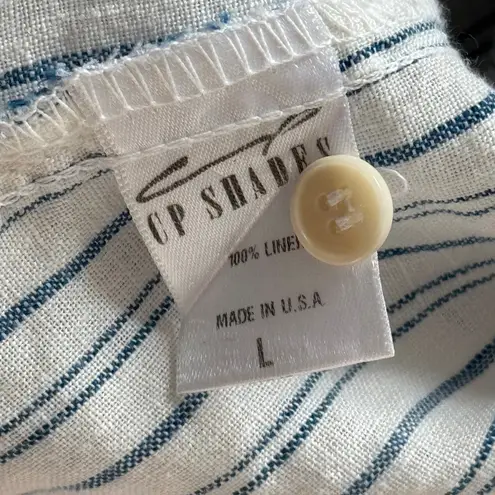 CP SHADES
100% LINEN
MADE IN U.S.A.
L